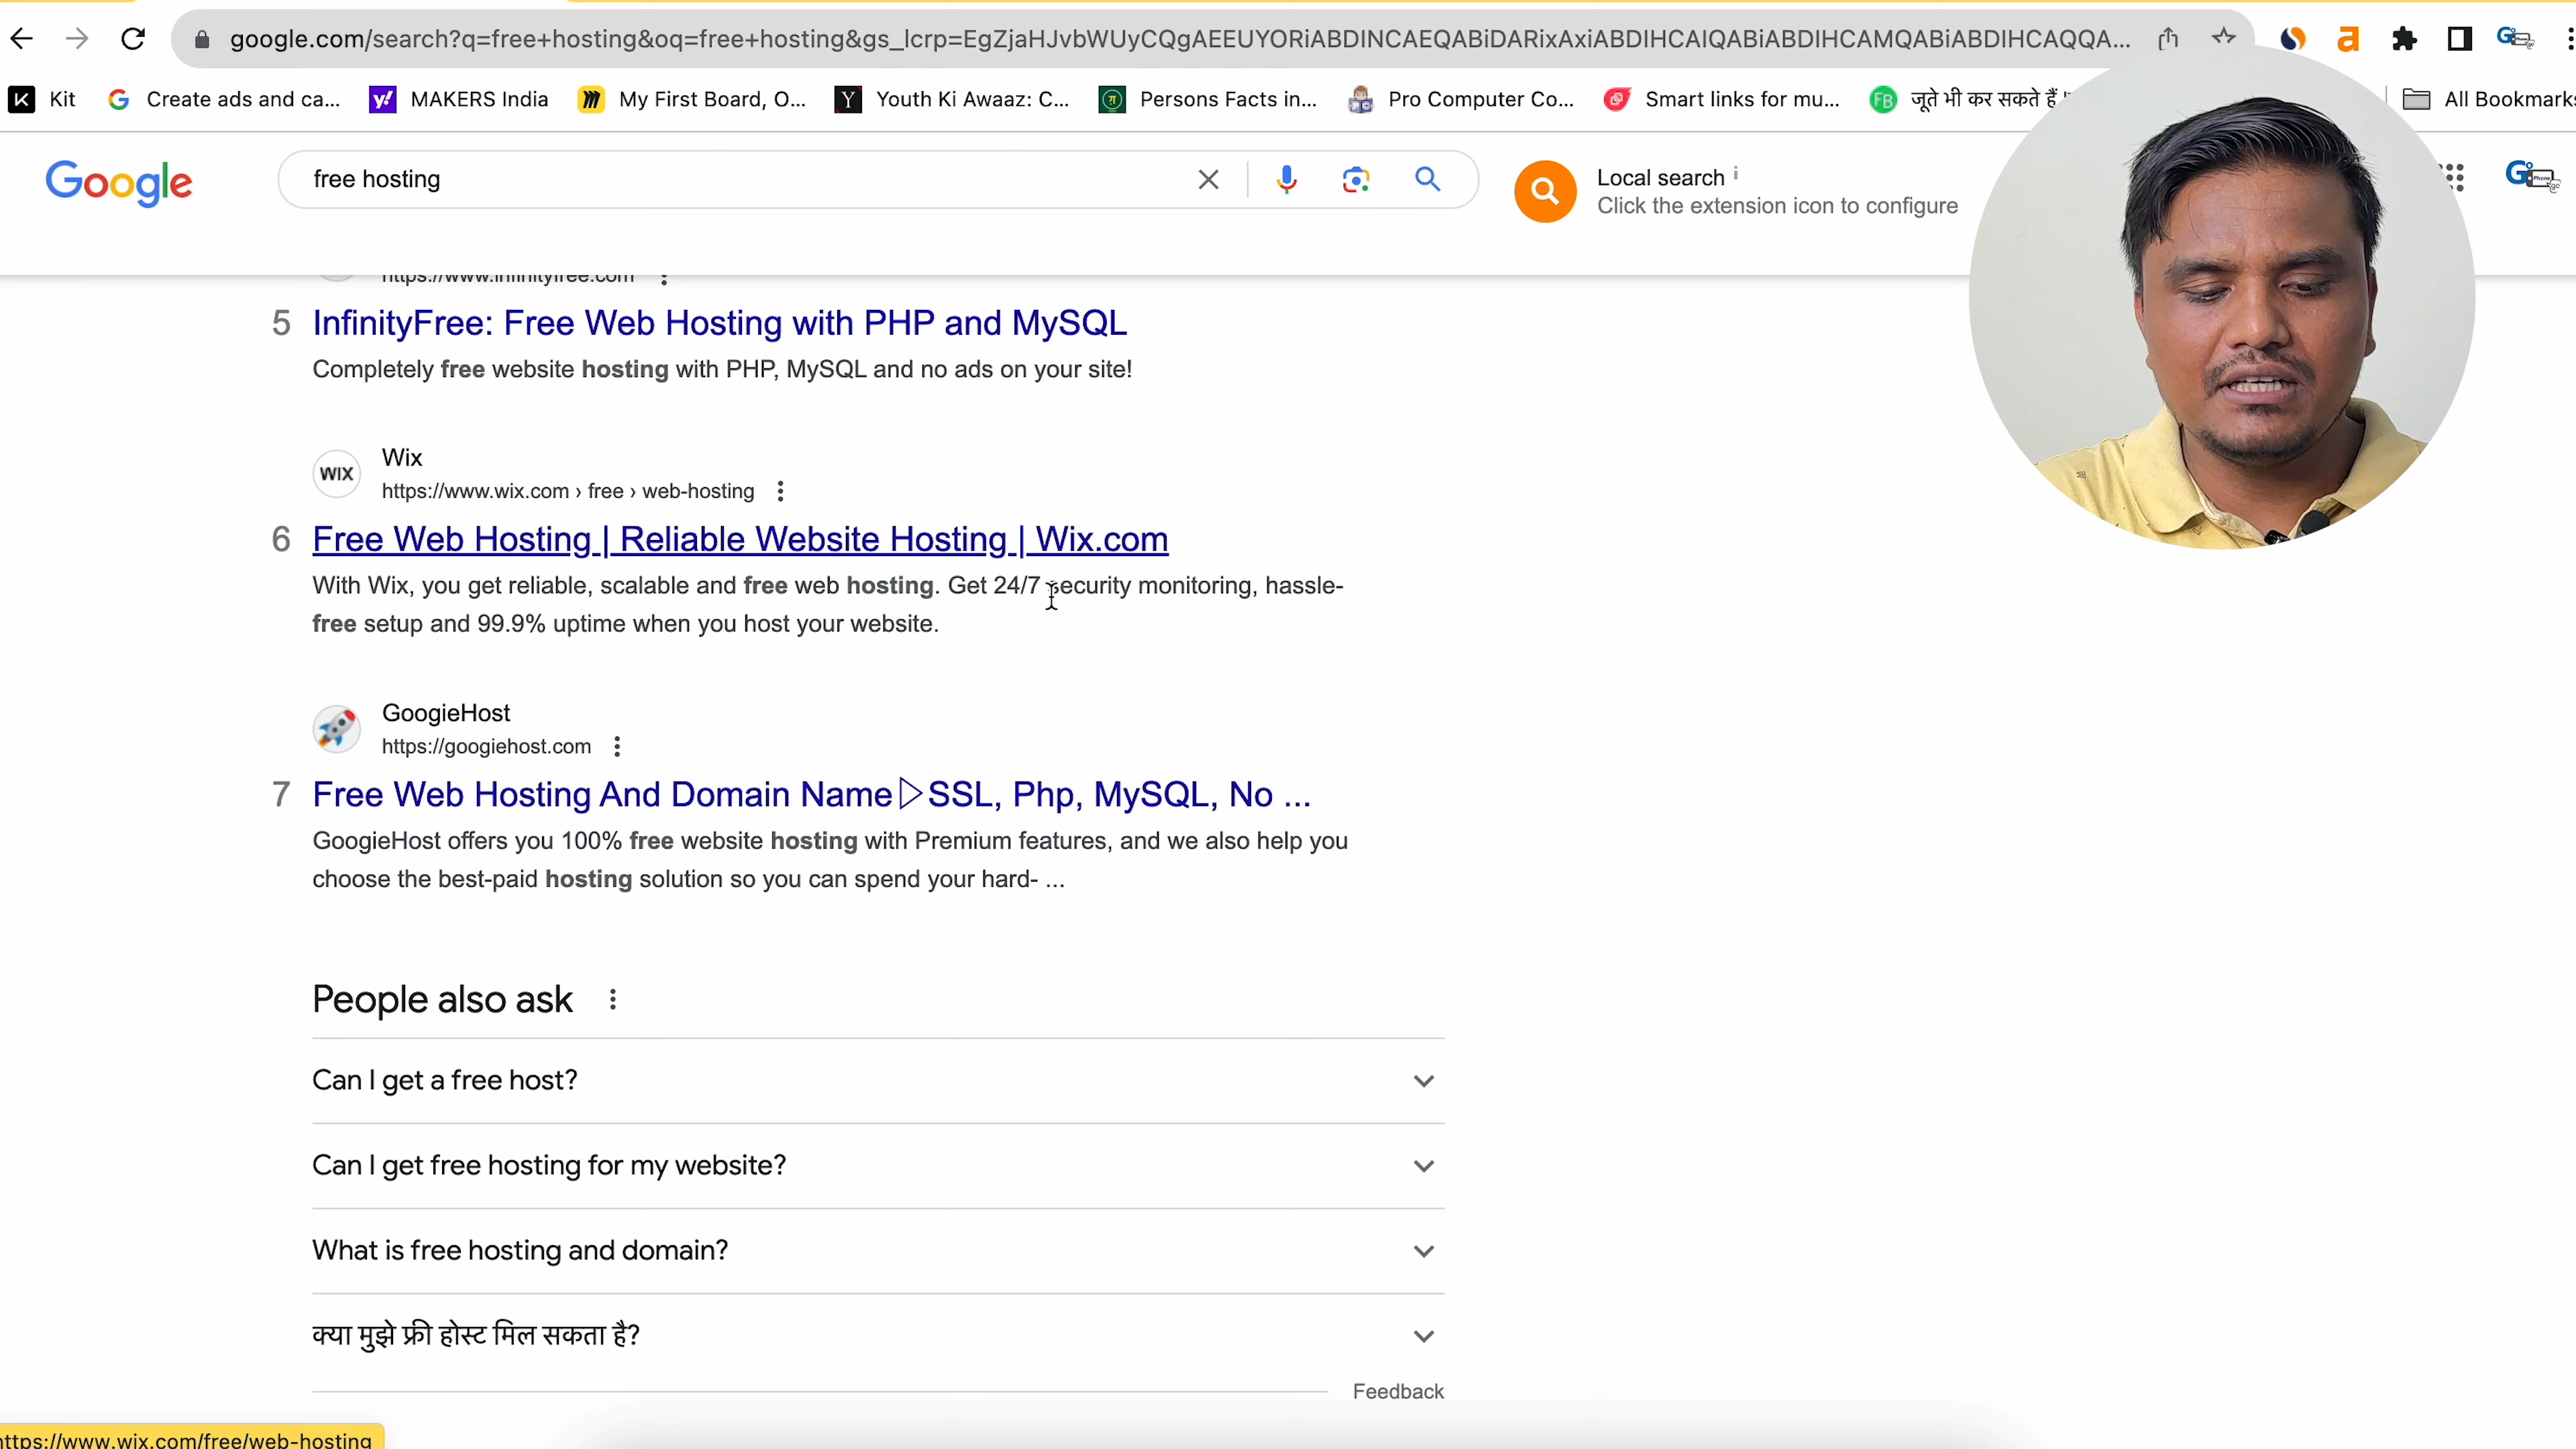 google.com/search?q=free+hosting&oq=free+hosting&gs_lcrp=EgZjaHJvbWUyCQgAEEUYORiABDINCAEQABiDARixAxiABDIHCAIQABiABDIHCAMQABiABDIHCAQQA...
Kit
Create ads and ca...
MAKERS India
My First Board, O...
Youth Ki Awaaz: C...
Persons Facts in...
Pro Computer Co...
Smart links for mu...
जूते भी कर सकते हैं
All Bookmarks
Google
free hosting
Local search i
Click the extension icon to configure
https://www.infinityfree.com
5 InfinityFree: Free Web Hosting with PHP and MySQL
Completely free website hosting with PHP, MySQL and no ads on your site!
WIX
Wix
https://www.wix.com › free › web-hosting
6 Free Web Hosting | Reliable Website Hosting | Wix.com
With Wix, you get reliable, scalable and free web hosting. Get 24/7 security monitoring, hassle-
free setup and 99.9% uptime when you host your website.
GoogieHost
https://googiehost.com
7 Free Web Hosting And Domain Name▷SSL, Php, MySQL, No ...
GoogieHost offers you 100% free website hosting with Premium features, and we also help you
choose the best-paid hosting solution so you can spend your hard- ...
People also ask
Can I get a free host?
Can I get free hosting for my website?
What is free hosting and domain?
क्या मुझे फ्री होस्ट मिल सकता है?
Feedback
https://www.wix.com/free/web-hosting